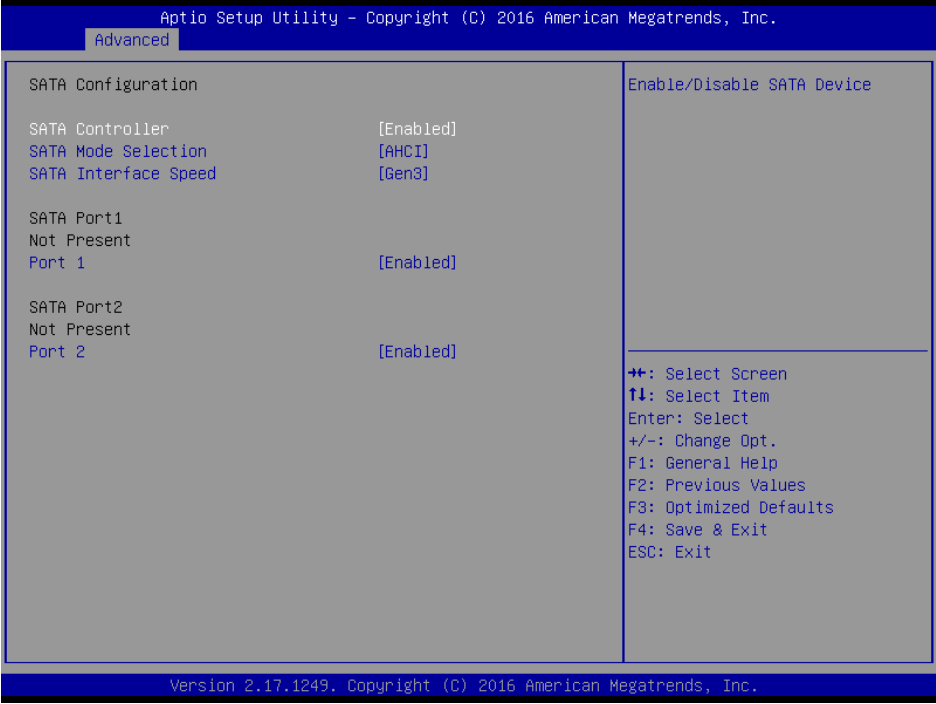 Aptio Setup Utility – Copyright (C) 2016 American Megatrends, Inc.
Advanced
SATA Configuration
SATA Controller [Enabled]
SATA Mode Selection [AHCI]
SATA Interface Speed [Gen3]
SATA Port1
Not Present
Port 1 [Enabled]
SATA Port2
Not Present
Port 2 [Enabled]
Enable/Disable SATA Device
→←: Select Screen
↑↓: Select Item
Enter: Select
+/-: Change Opt.
F1: General Help
F2: Previous Values
F3: Optimized Defaults
F4: Save & Exit
ESC: Exit
Version 2.17.1249. Copyright (C) 2016 American Megatrends, Inc.